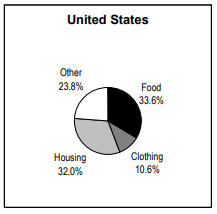 United States
Other
23.8%
Food
33.6%
Housing
32.0%
Clothing
10.6%